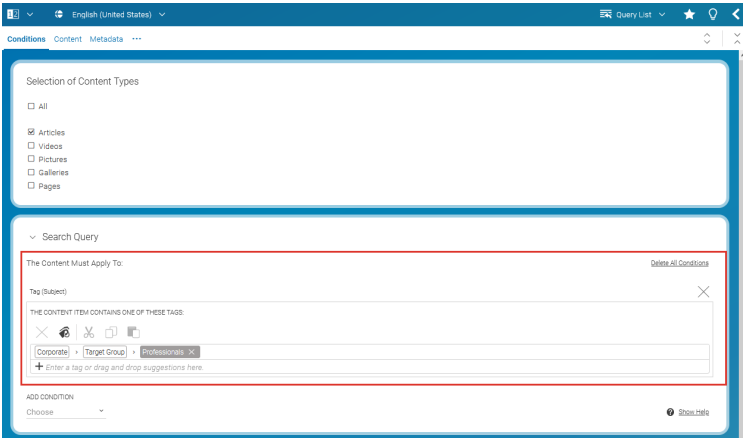 English (United States)
Query List
Conditions Content Metadata
Selection of Content Types
All
Articles
Videos
Pictures
Galleries
Pages
Search Query
The Content Must Apply To:
Delete All Conditions
Tag (Subject)
THE CONTENT ITEM CONTAINS ONE OF THESE TAGS:
Corporate Target Group Professionals
Enter a tag or drag and drop suggestions here.
ADD CONDITION
Choose
Show Help